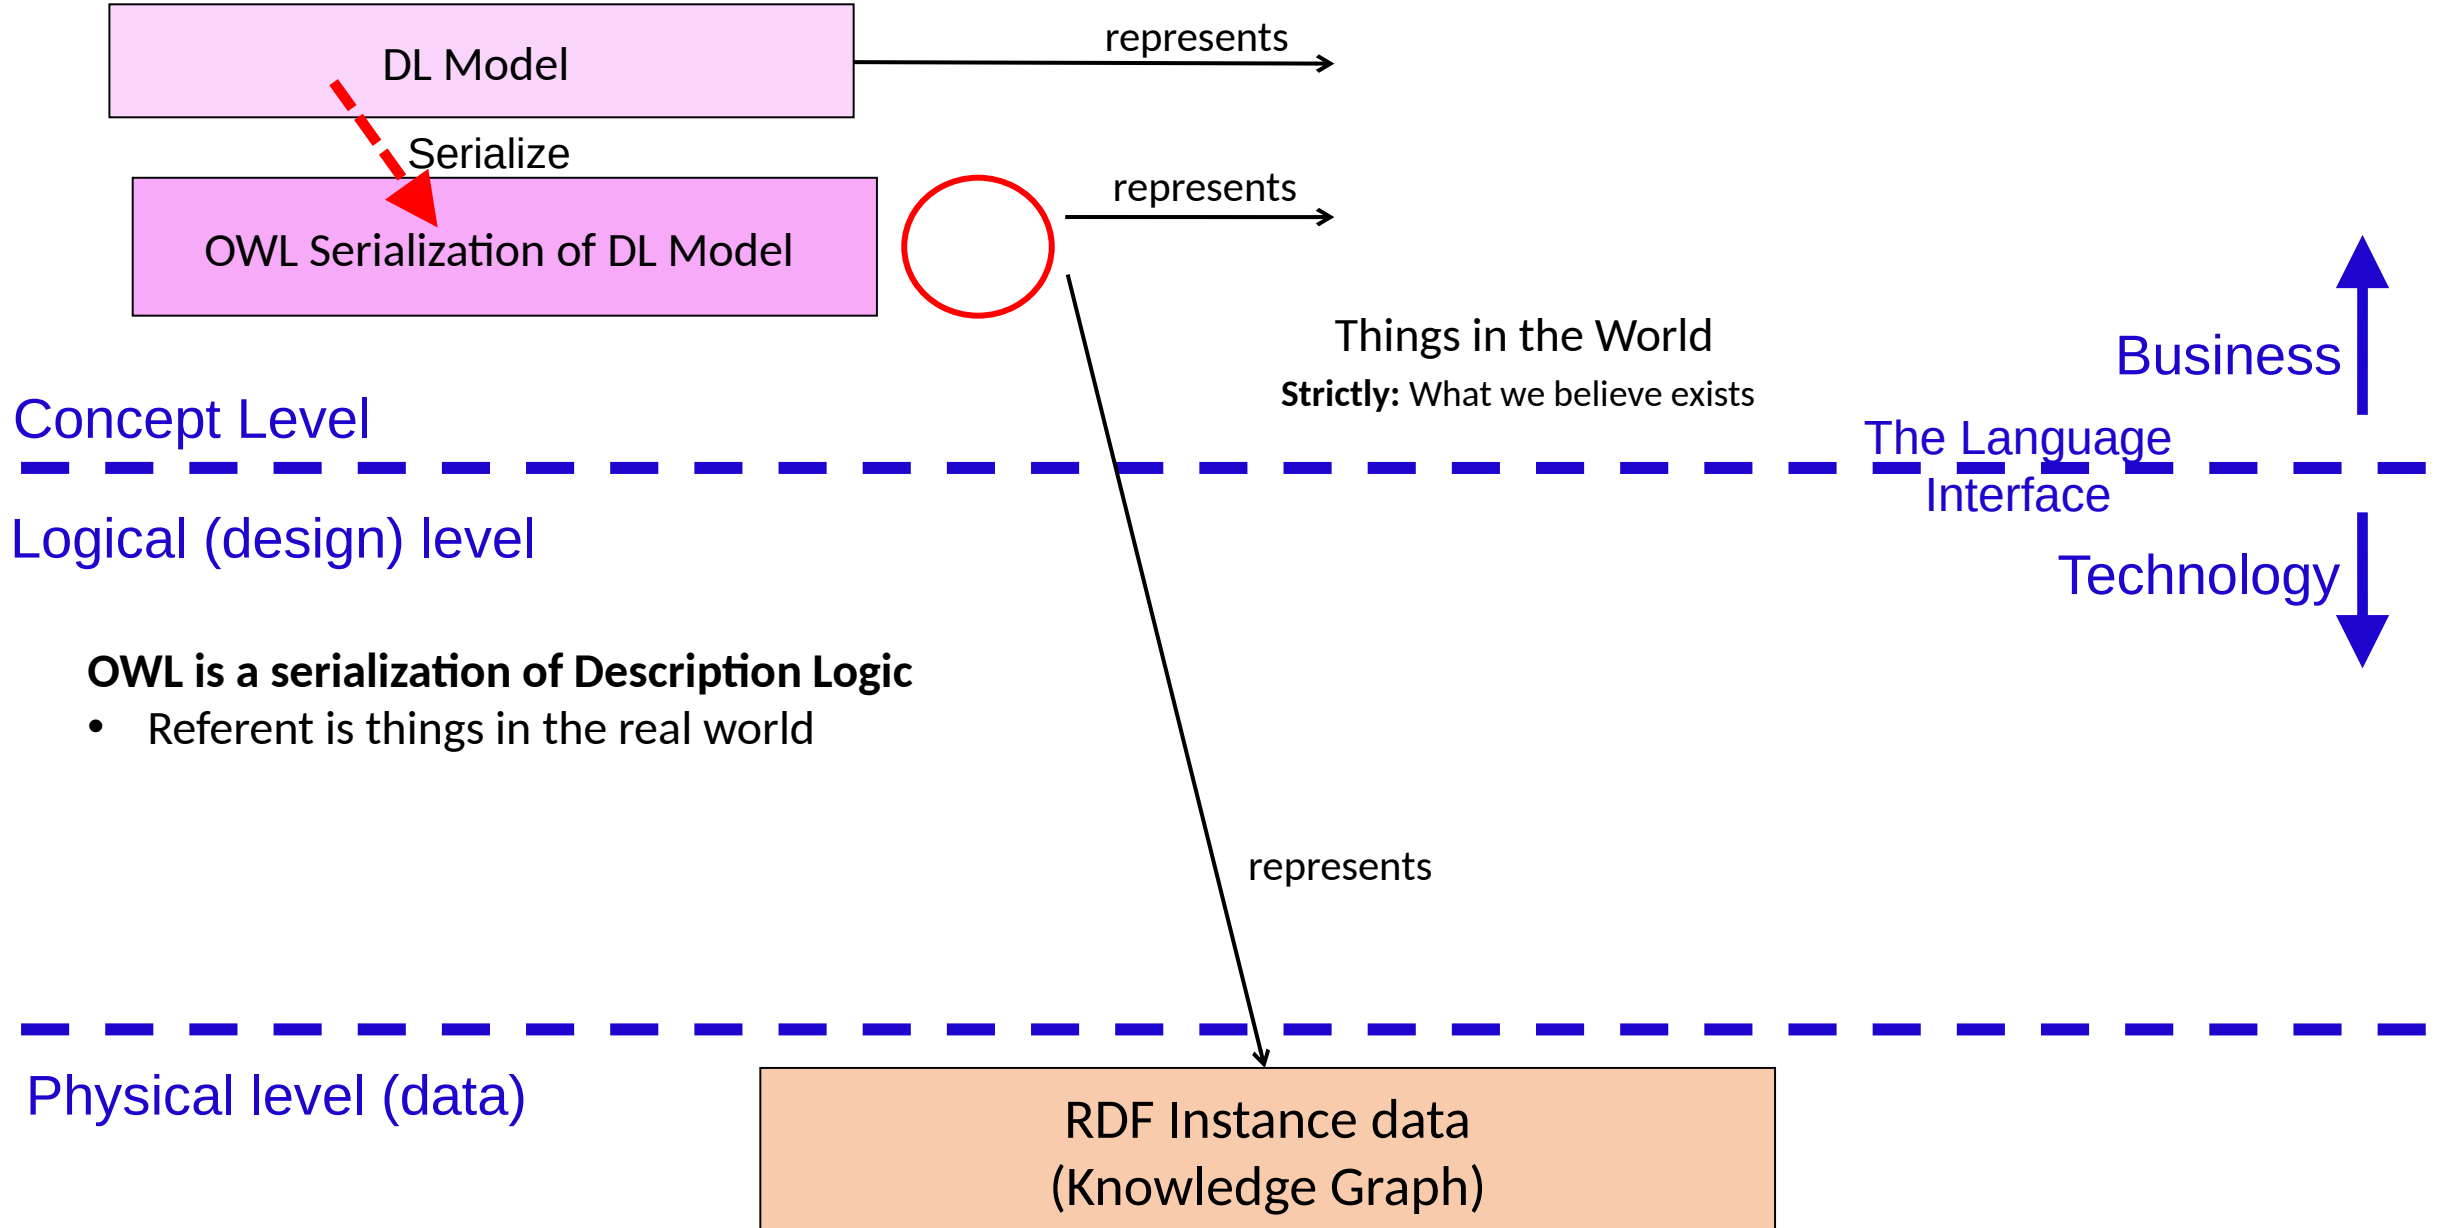 DL Model
represents
Serialize
OWL Serialization of DL Model
represents
Things in the World
Strictly: What we believe exists
Business
Concept Level
The Language
Interface
Logical (design) level
Technology
OWL is a serialization of Description Logic
• Referent is things in the real world
represents
Physical level (data)
RDF Instance data
(Knowledge Graph)